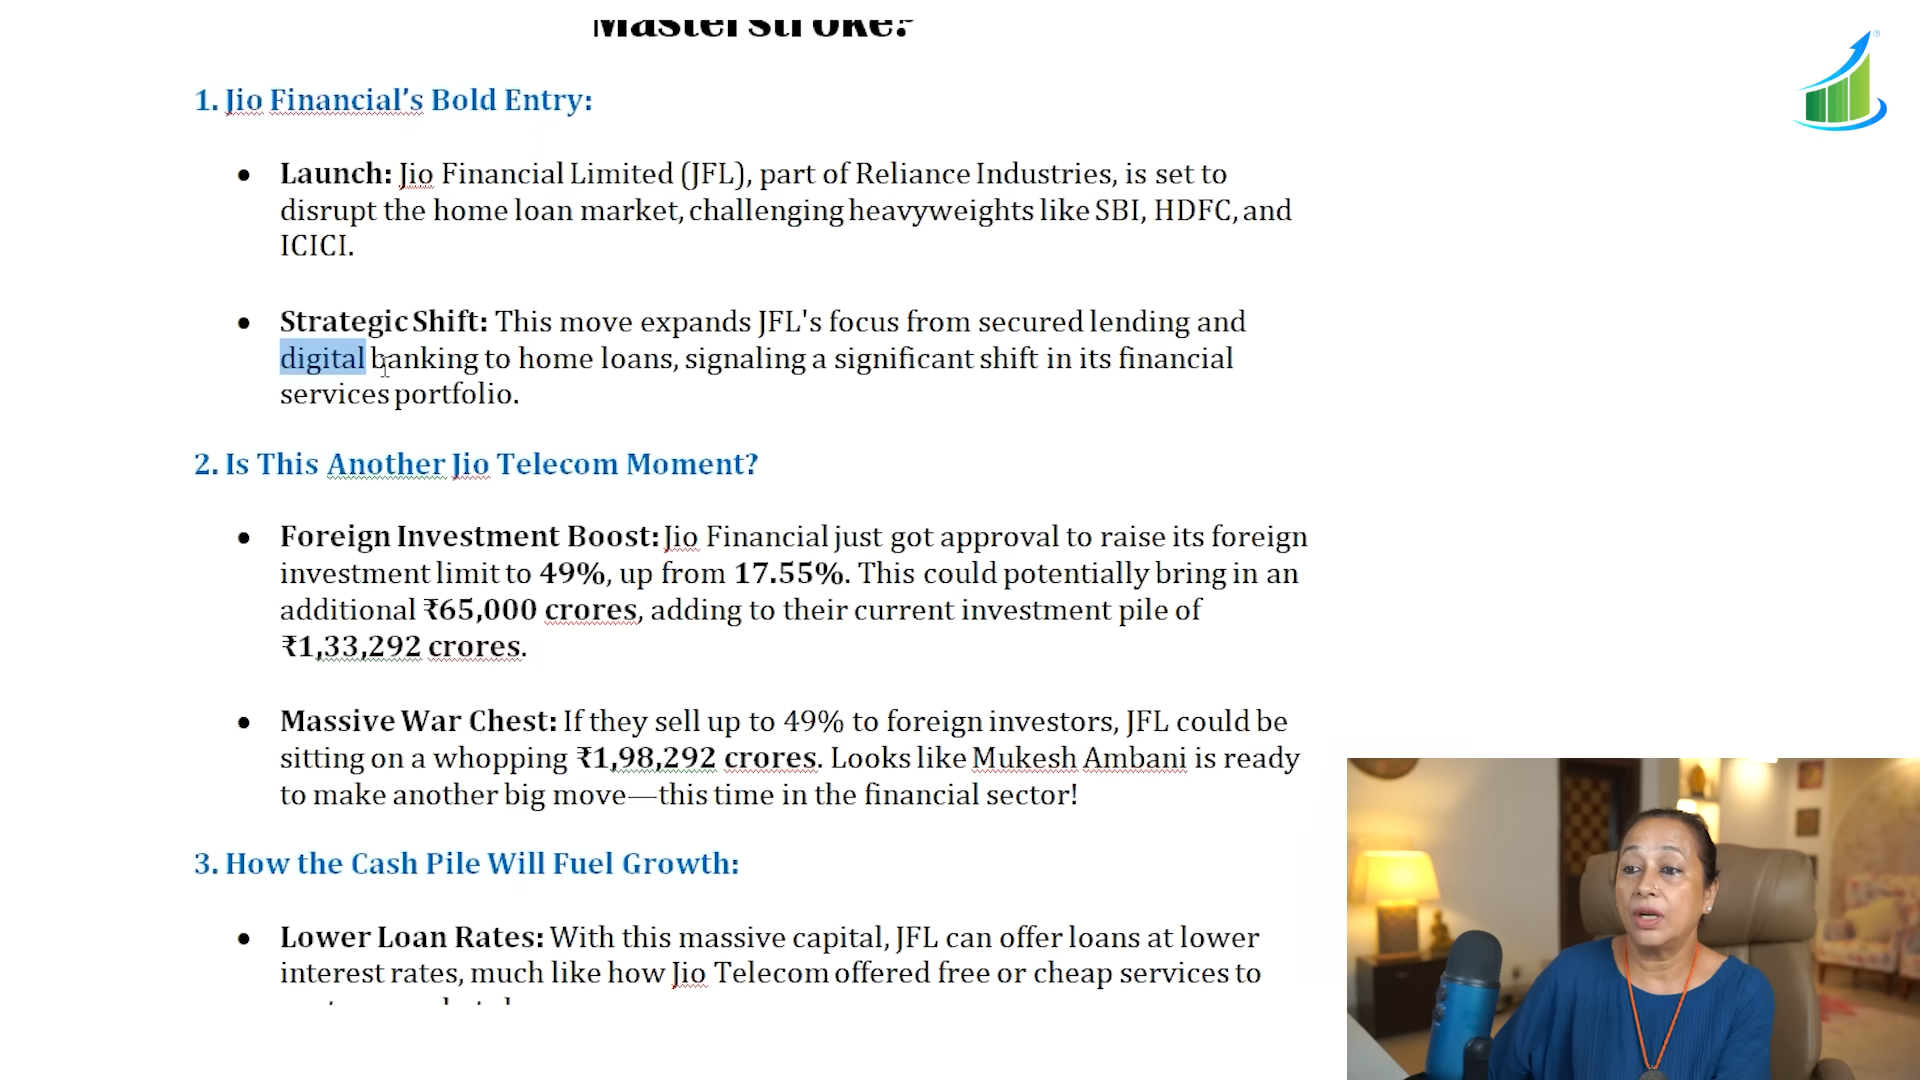 Masterstroke?
1. Jio Financial's Bold Entry:
• Launch: Jio Financial Limited (JFL), part of Reliance Industries, is set to
disrupt the home loan market, challenging heavyweights like SBI, HDFC, and
ICICI.
• Strategic Shift: This move expands JFL's focus from secured lending and
digital banking to home loans, signaling a significant shift in its financial
services portfolio.
2. Is This Another Jio Telecom Moment?
• Foreign Investment Boost: Jio Financial just got approval to raise its foreign
investment limit to 49%, up from 17.55%. This could potentially bring in an
additional ₹65,000 crores, adding to their current investment pile of
₹1,33,292 crores.
• Massive War Chest: If they sell up to 49% to foreign investors, JFL could be
sitting on a whopping ₹1,98,292 crores. Looks like Mukesh Ambani is ready
to make another big move—this time in the financial sector!
3. How the Cash Pile Will Fuel Growth:
• Lower Loan Rates: With this massive capital, JFL can offer loans at lower
interest rates, much like how Jio Telecom offered free or cheap services to